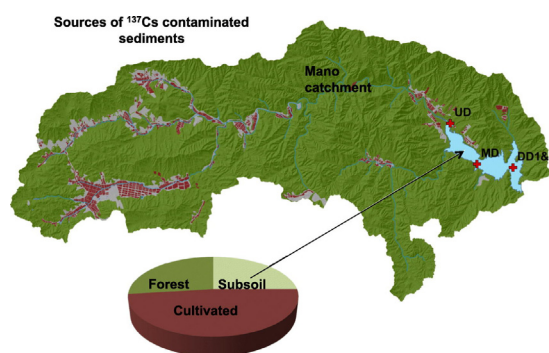 Sources of ¹³⁷Cs contaminated
sediments
Mano
catchment
UD
MD
DD1&
Forest
Subsoil
Cultivated